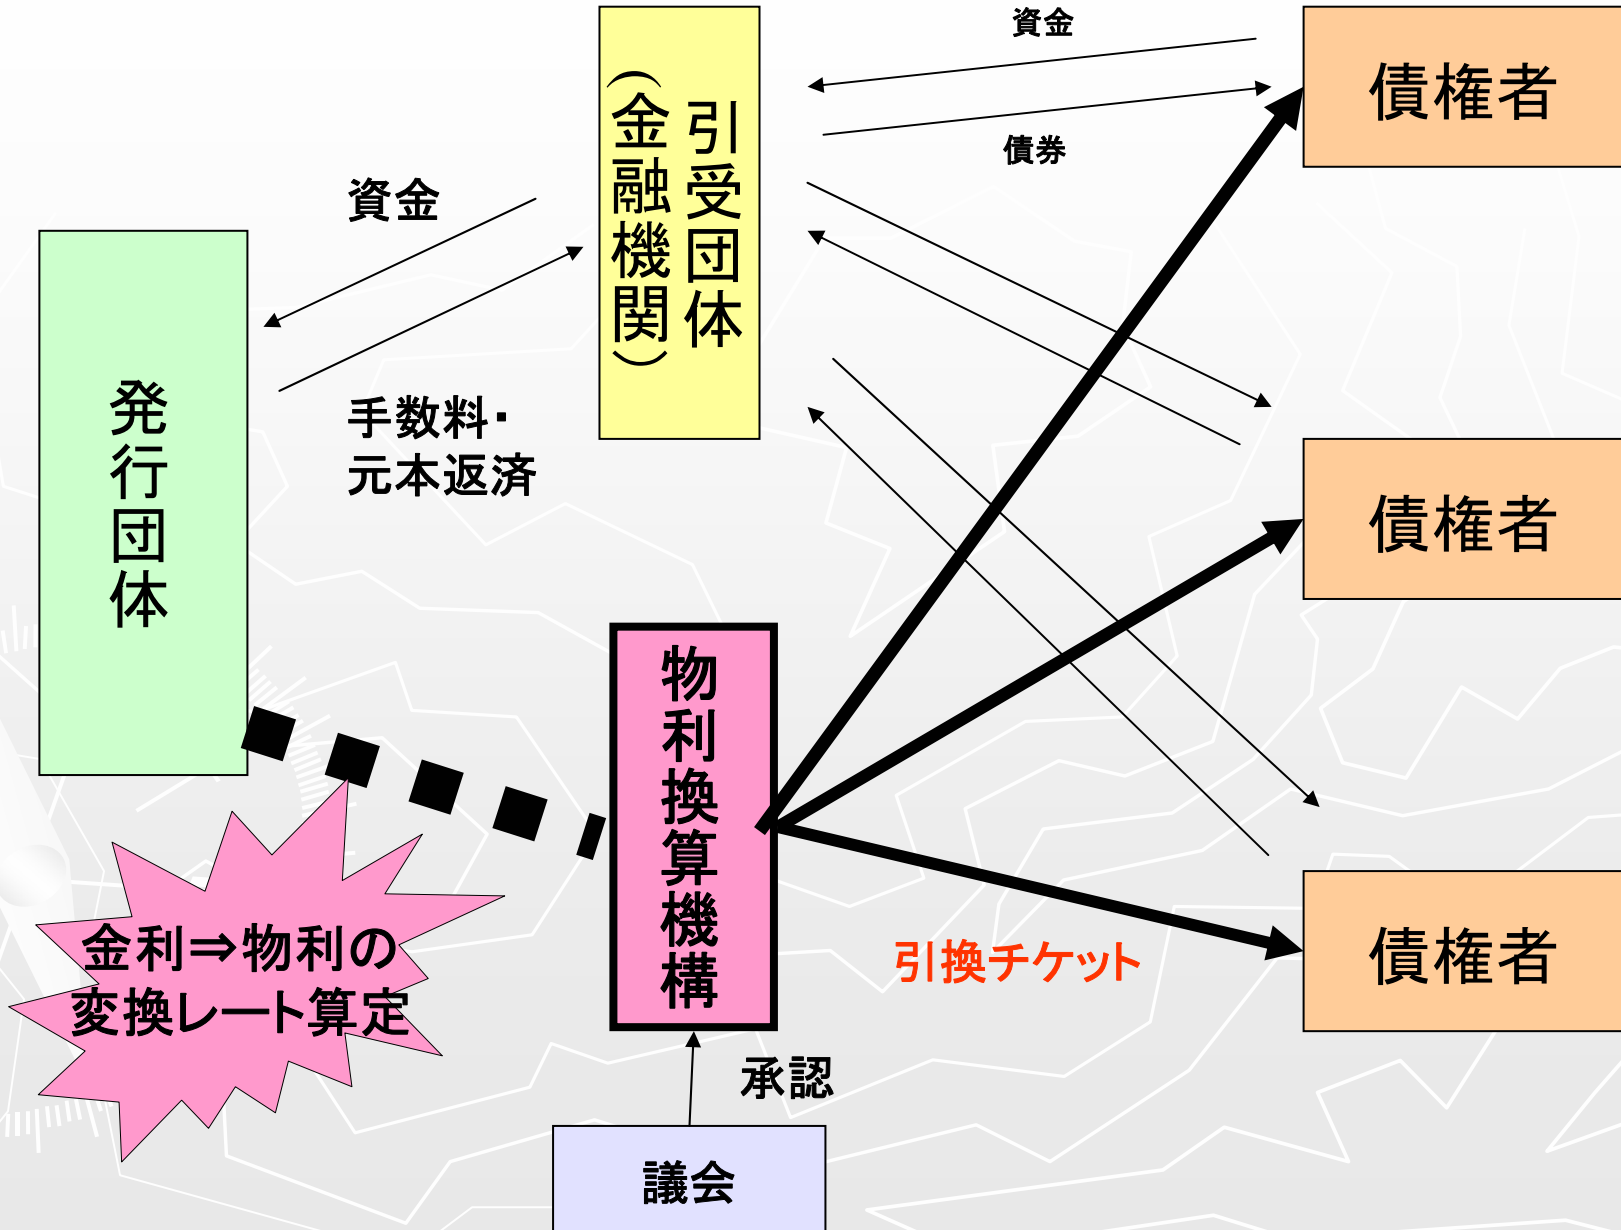 資金
債権者
引受団体
（金融機関）
債券
資金
発行団体
手数料・
元本返済
債権者
物利換算機構
金利⇒物利の
変換レート算定
引換チケット
債権者
承認
議会